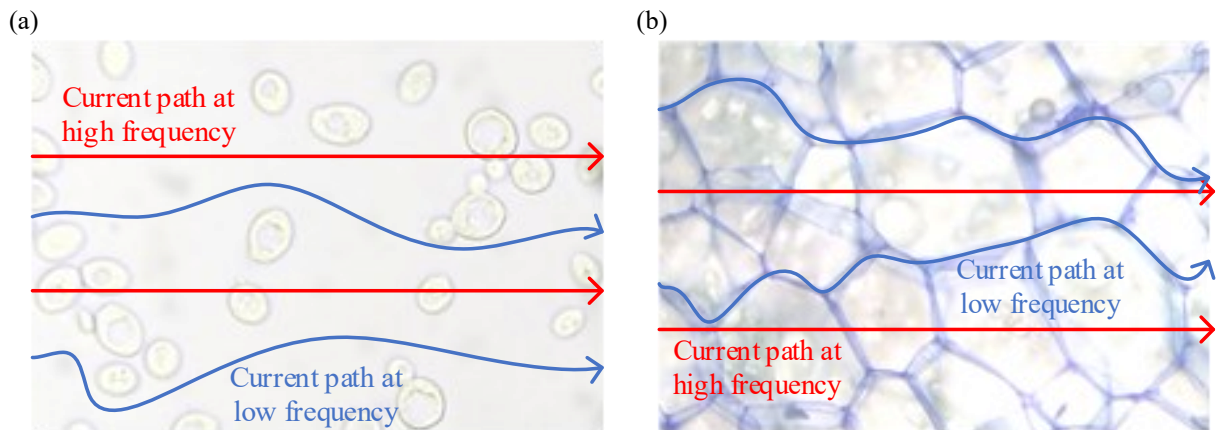 (a)
Current path at
high frequency
Current path at
low frequency
(b)
Current path at
low frequency
Current path at
high frequency